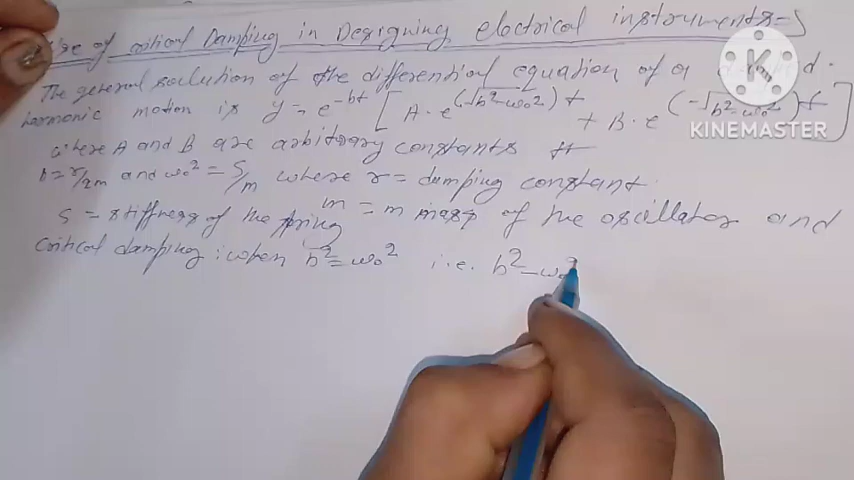 use of critical Damping in Designing electrical instruments:-
The general solution of the differential equation of a
harmonic motion is y = e^-bt [ A. e^(√b²-ω₀²)t + B. e^(-√b²-ω₀²)t ]
where A and B are arbitrary constants
b = r/2m and ω₀² = S/m where r = damping constant.
S = stiffness of the spring m = m mass of the oscillator and
critical damping : when b² = ω₀² i.e. b² - ω₀²
KINEMASTER